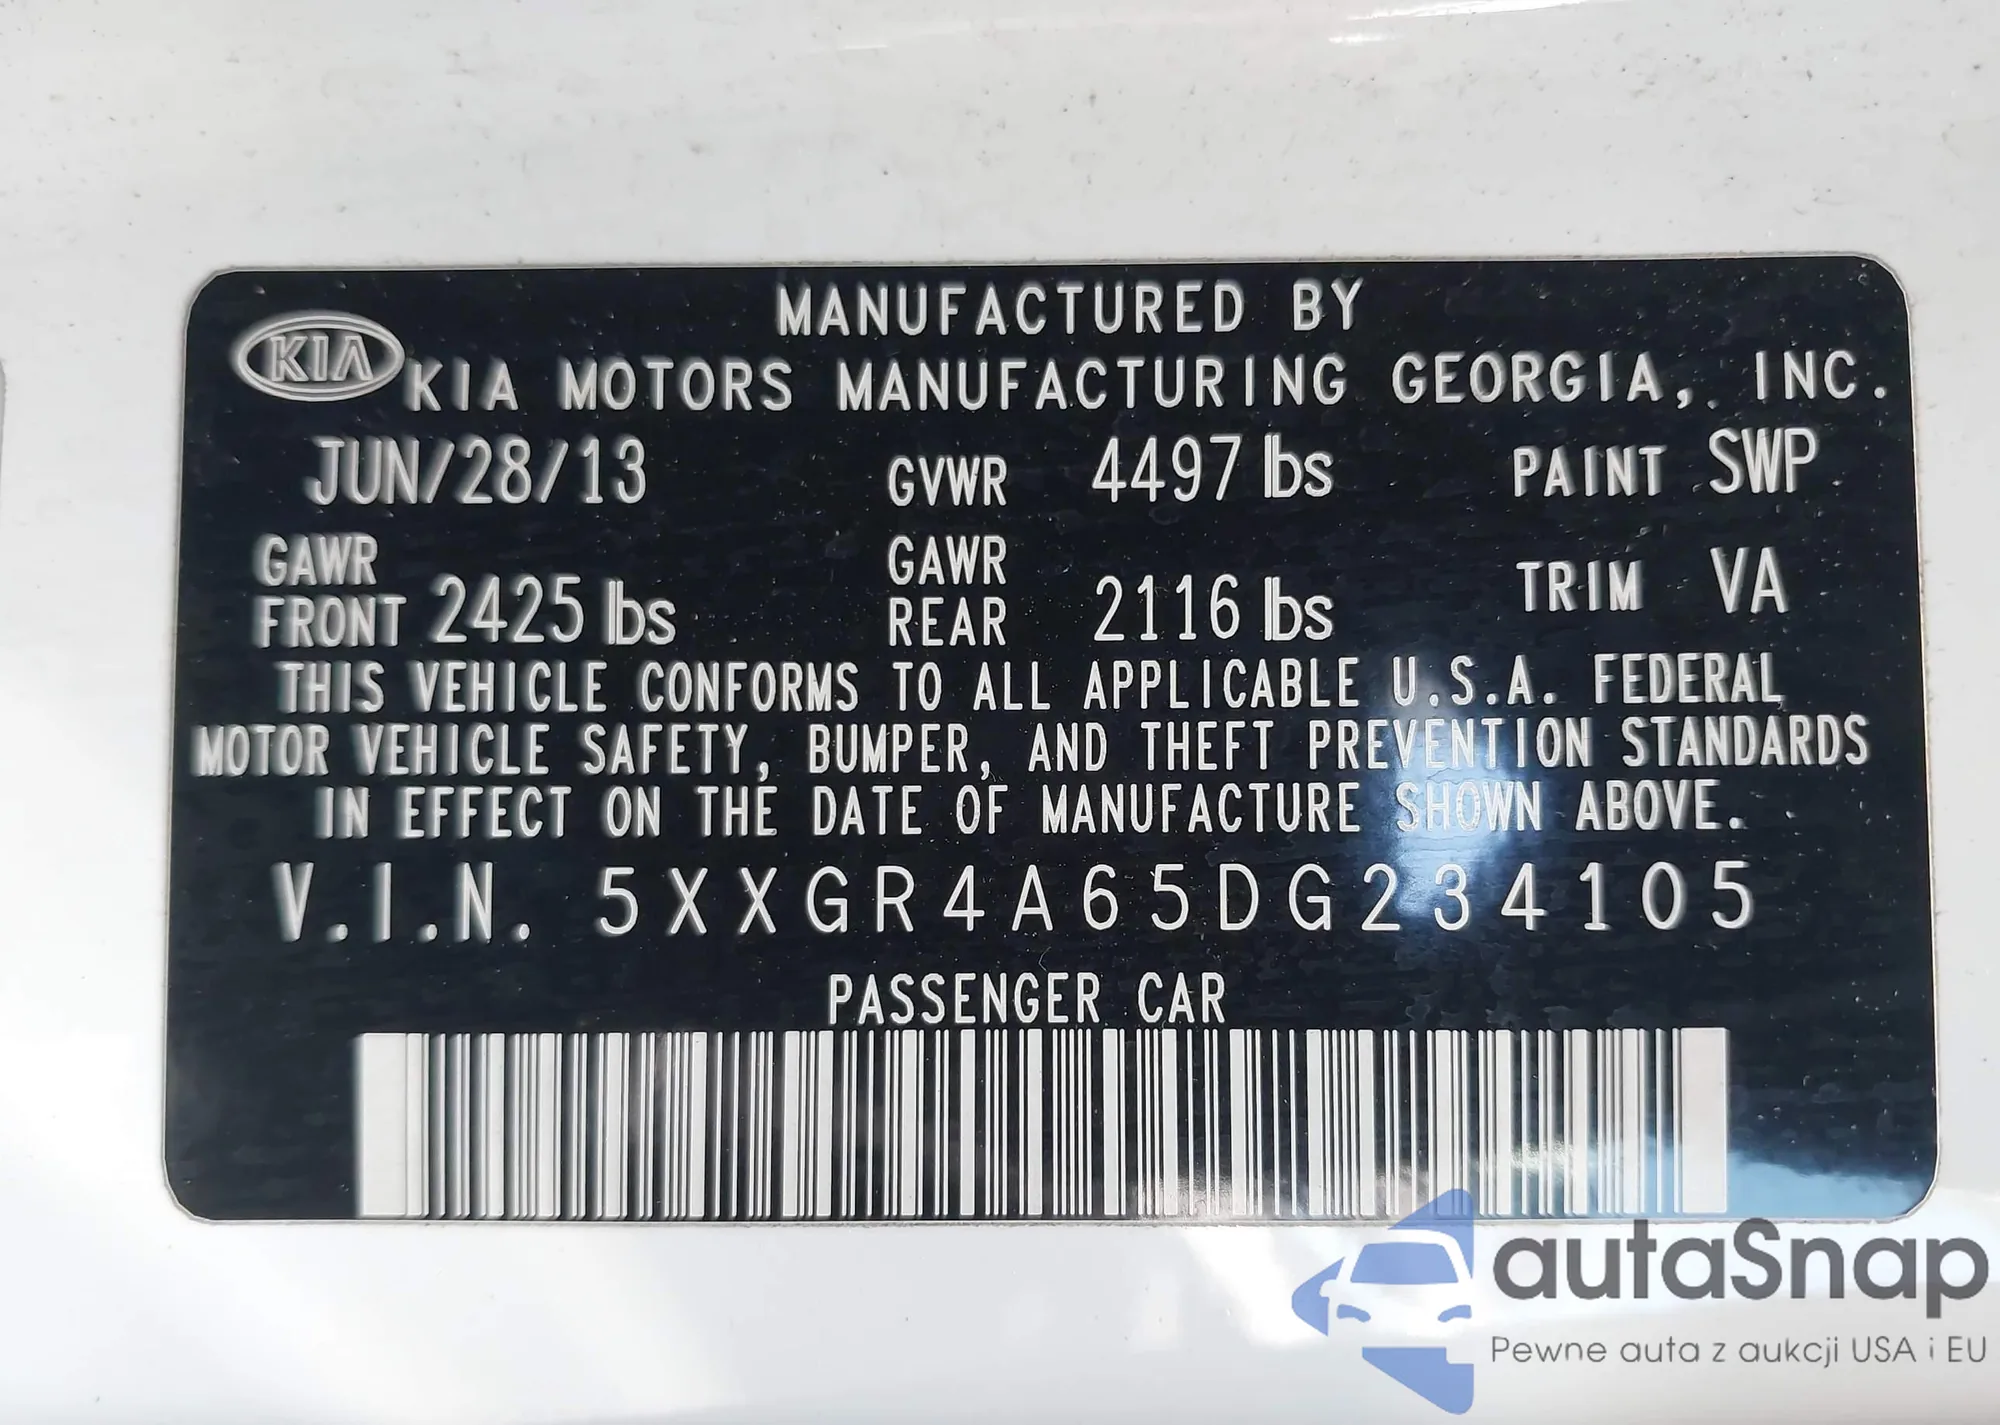 MANUFACTURED BY
KIA KIA MOTORS MANUFACTURING GEORGIA, INC.
JUN/28/13 GVWR 4497 lbs PAINT SWP
GAWR FRONT 2425 lbs GAWR REAR 2116 lbs TRIM VA
THIS VEHICLE CONFORMS TO ALL APPLICABLE U.S.A. FEDERAL
MOTOR VEHICLE SAFETY, BUMPER, AND THEFT PREVENTION STANDARDS
IN EFFECT ON THE DATE OF MANUFACTURE SHOWN ABOVE.
V.I.N. 5XXGR4A65DG234105
PASSENGER CAR
autaSnap
Pewne auta z aukcji USA i EU